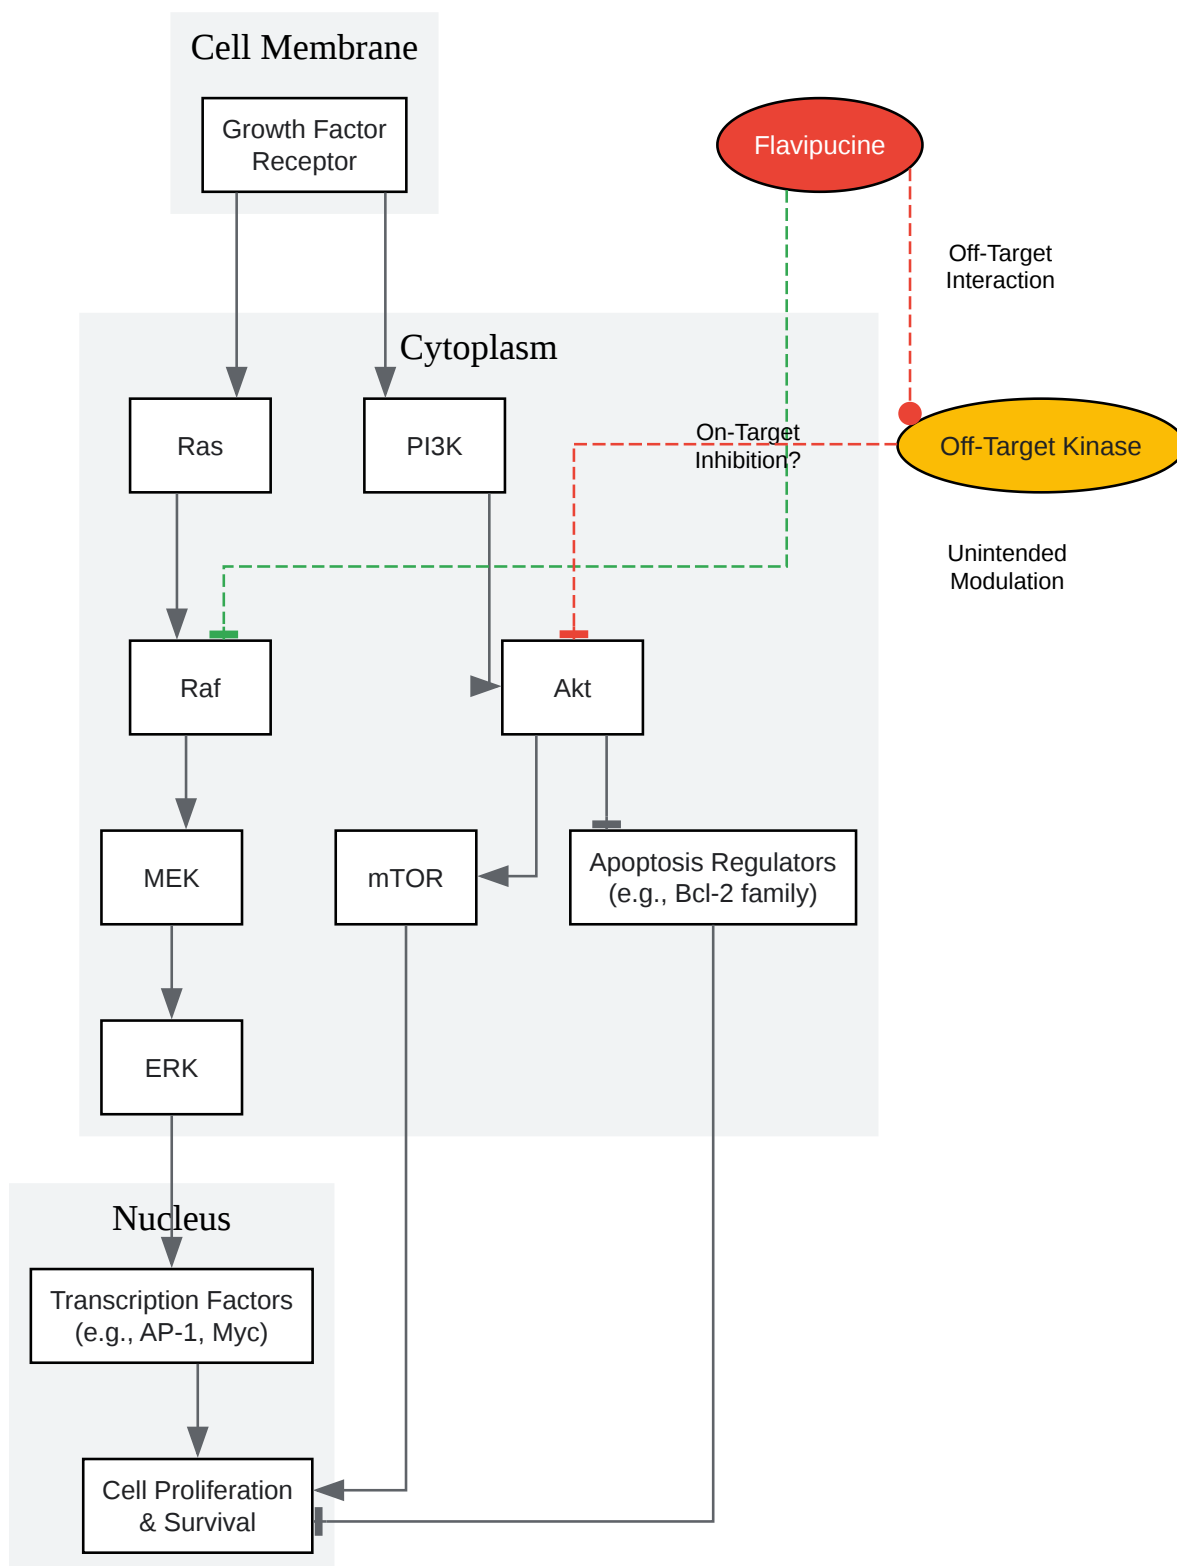 Cell Membrane
Growth Factor
Receptor
Flavipucine
Off-Target
Interaction
Cytoplasm
Ras
PI3K
On-Target
Inhibition?
Off-Target Kinase
Unintended
Modulation
Raf
Akt
MEK
mTOR
Apoptosis Regulators
(e.g., Bcl-2 family)
ERK
Nucleus
Transcription Factors
(e.g., AP-1, Myc)
Cell Proliferation
& Survival